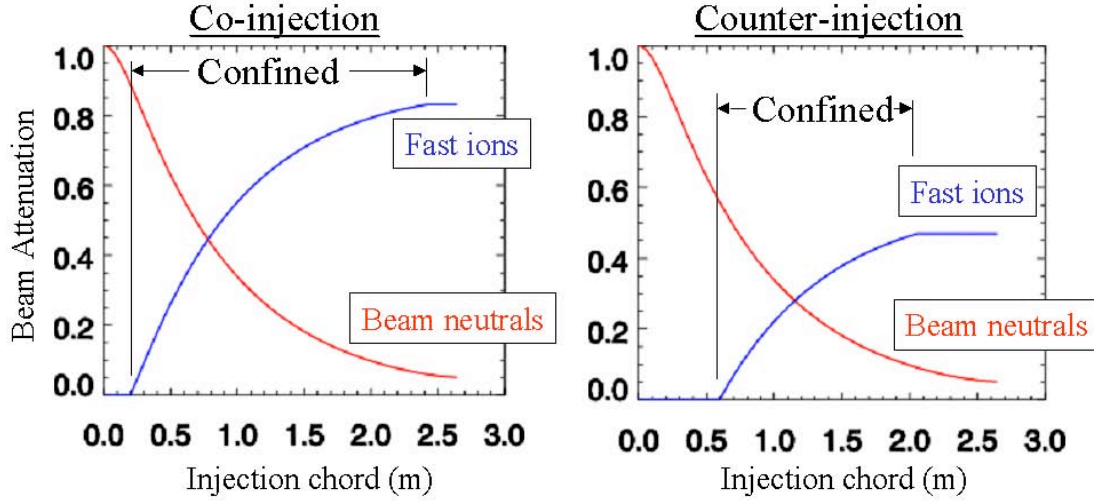 Co-injection
1.0
0.8
0.6
0.4
0.2
0.0
Beam Attenuation
Confined
Fast ions
Beam neutrals
0.0 0.5 1.0 1.5 2.0 2.5 3.0
Injection chord (m)
Counter-injection
1.0
0.8
0.6
0.4
0.2
0.0
Confined
Fast ions
Beam neutrals
0.0 0.5 1.0 1.5 2.0 2.5 3.0
Injection chord (m)